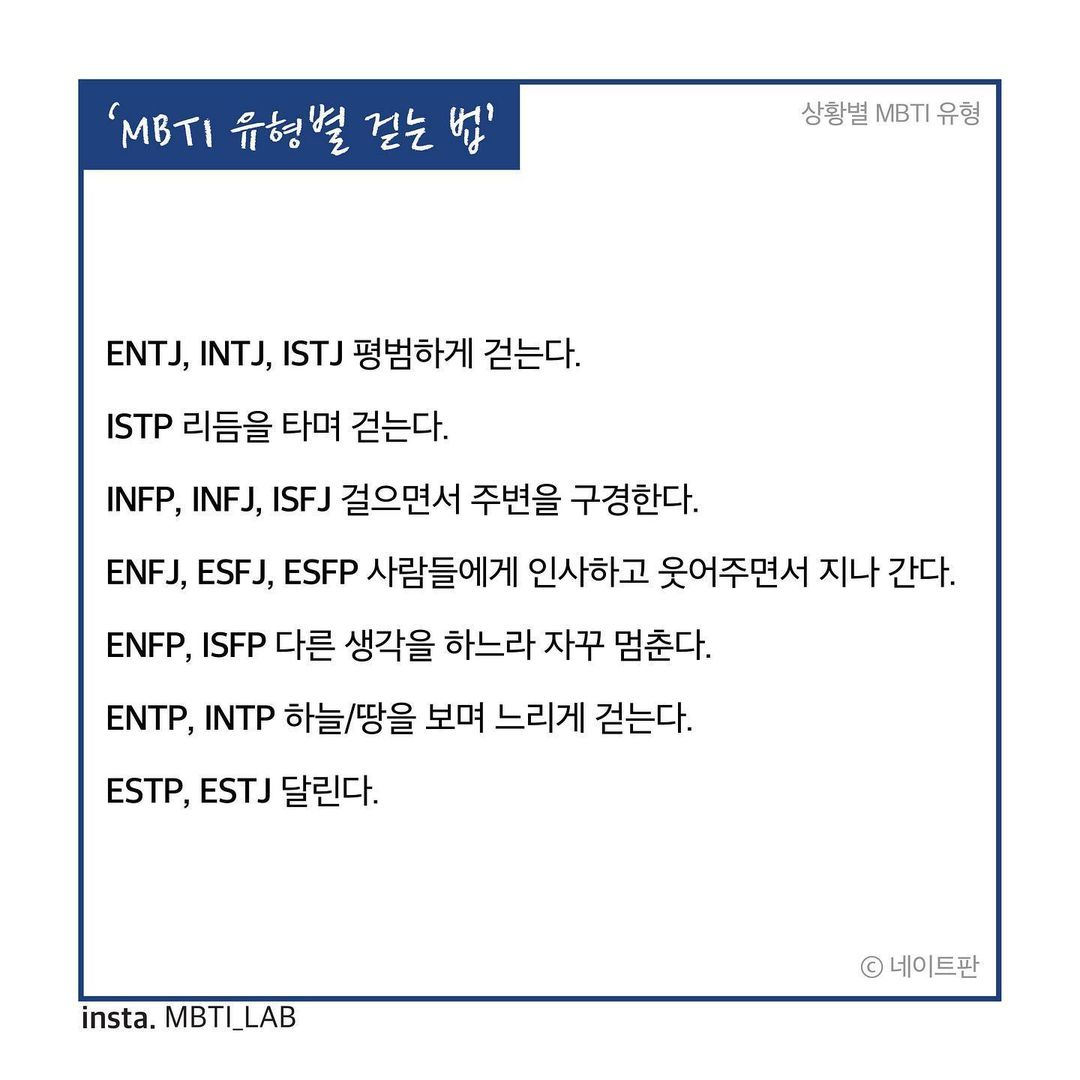 ‘MBTI 유형별 걷는 법’
상황별 MBTI 유형
ENTJ, INTJ, ISTJ 평범하게 걷는다.
ISTP 리듬을 타며 걷는다.
INFP, INFJ, ISFJ 걸으면서 주변을 구경한다.
ENFJ, ESFJ, ESFP 사람들에게 인사하고 웃어주면서 지나 간다.
ENFP, ISFP 다른 생각을 하느라 자꾸 멈춘다.
ENTP, INTP 하늘/땅을 보며 느리게 걷는다.
ESTP, ESTJ 달린다.
ⓒ 네이트판
insta. MBTI_LAB